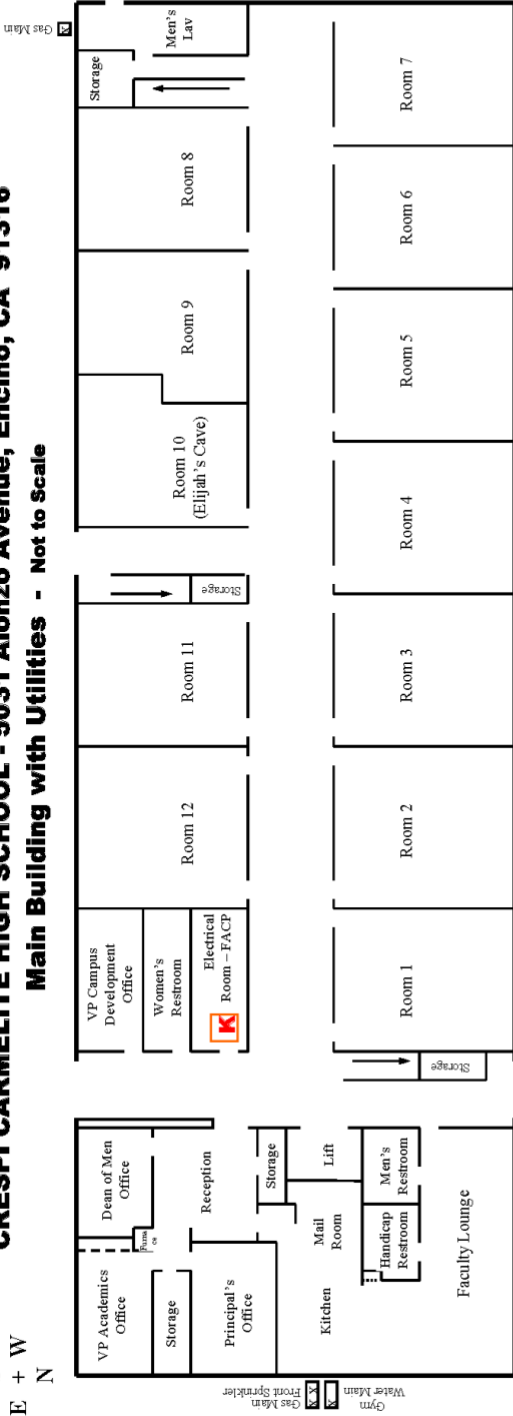 CRESPI CARMELITE HIGH SCHOOL - 5031 Alonzo Avenue, Encino, CA 91316
Main Building with Utilities - Not to Scale
E + W
N
Gas Main
X
Storage
Men's
Lav
Room 8
Room 9
Room 10
(Elijah's Cave)
Storage
Room 11
Room 12
VP Campus
Development
Office
Women's
Restroom
Electrical
Room – FACP
K
Room 7
Room 6
Room 5
Room 4
Room 3
Room 2
Room 1
Storage
Dean of Men
Office
VP Academics
Office
Storage
Reception
Principal's
Office
Storage
Lift
Mail
Room
Kitchen
Men's
Restroom
Handicap
Restroom
Faculty Lounge
Front Sprinkler
Gas Main
X X
X
Gym
Water Main